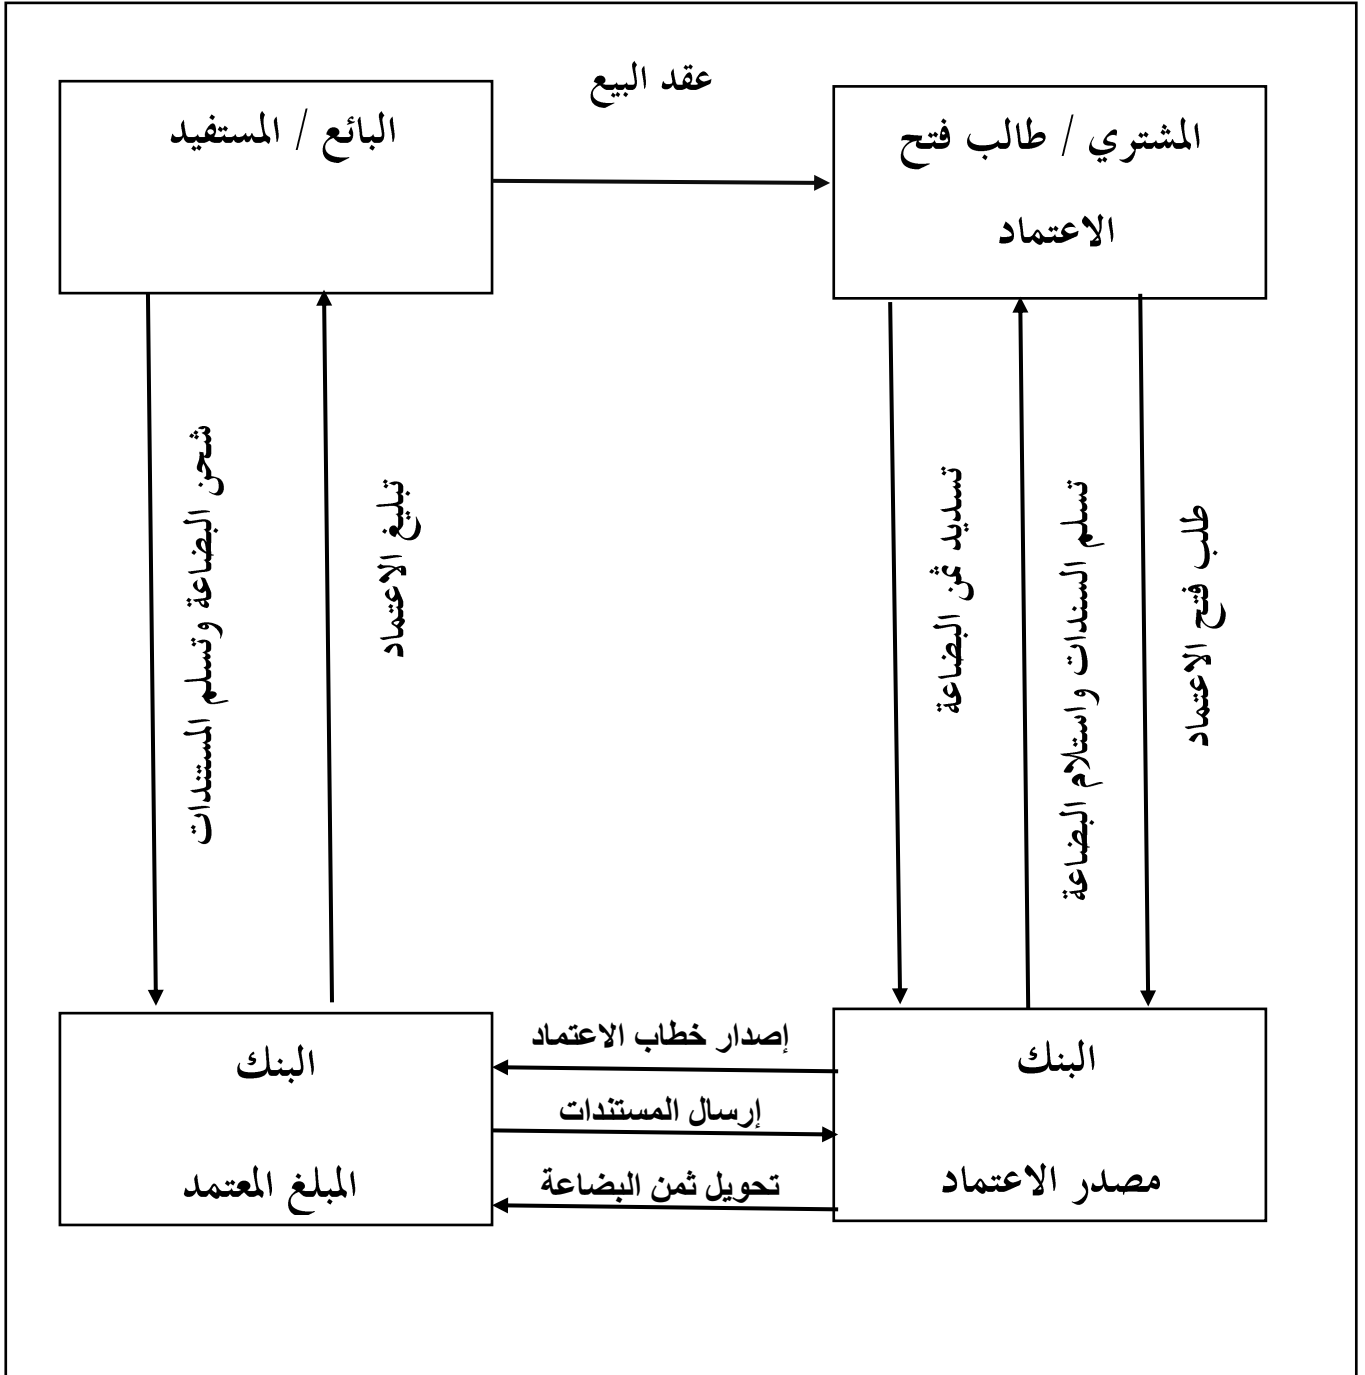 عقد البيع
المشتري / طالب فتح
الاعتماد
البائع / المستفيد
طلب فتح الاعتماد
تسلم السندات واستلام البضاعة
تسديد ثمن البضاعة
تبليغ الاعتماد
شحن البضاعة وتسلم المستندات
البنك
مصدر الاعتماد
إصدار خطاب الاعتماد
إرسال المستندات
تحويل ثمن البضاعة
البنك
المبلغ المعتمد